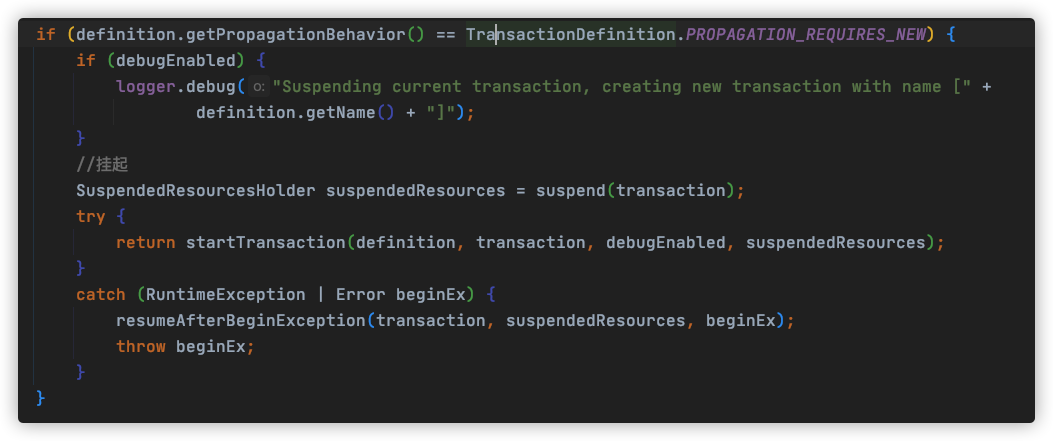 if (definition.getPropagationBehavior() == TransactionDefinition.PROPAGATION_REQUIRES_NEW) {
    if (debugEnabled) {
        logger.debug( o: "Suspending current transaction, creating new transaction with name [" +
                definition.getName() + "]");
    }
    //挂起
    SuspendedResourcesHolder suspendedResources = suspend(transaction);
    try {
        return startTransaction(definition, transaction, debugEnabled, suspendedResources);
    }
    catch (RuntimeException | Error beginEx) {
        resumeAfterBeginException(transaction, suspendedResources, beginEx);
        throw beginEx;
    }
}